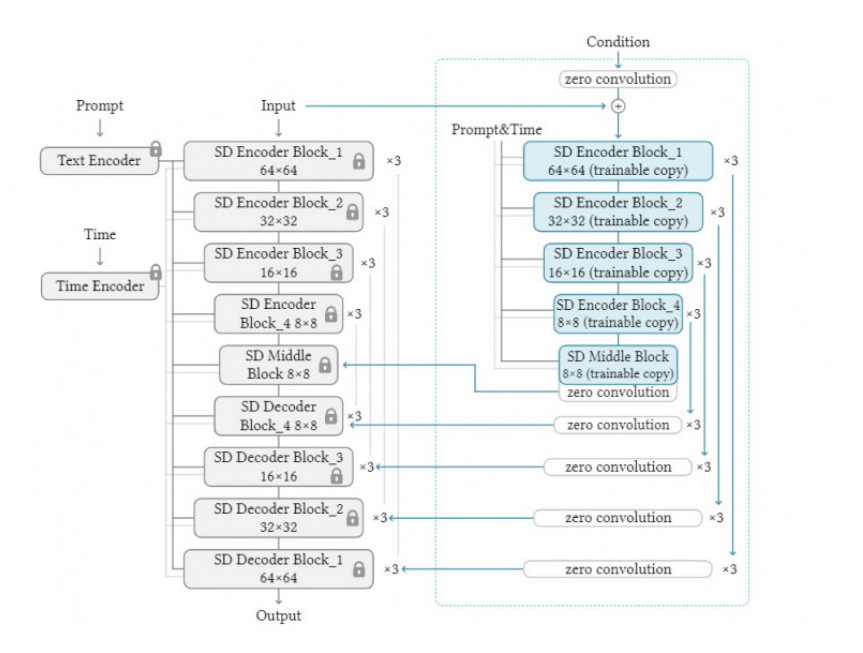 Condition
zero convolution
Prompt
Input
Prompt&Time
Text Encoder
SD Encoder Block_1
64×64
×3
SD Encoder Block_1
64×64 (trainable copy)
×3
SD Encoder Block_2
32×32
×3
SD Encoder Block_2
32×32 (trainable copy)
×3
Time
Time Encoder
SD Encoder Block_3
16×16
×3
SD Encoder Block_3
16×16 (trainable copy)
×3
SD Encoder
Block_4 8×8
×3
SD Encoder Block_4
8×8 (trainable copy)
×3
SD Middle
Block 8×8
SD Middle Block
8×8 (trainable copy)
zero convolution
SD Decoder
Block_4 8×8
×3
zero convolution
×3
SD Decoder Block_3
16×16
×3
zero convolution
×3
SD Decoder Block_2
32×32
×3
zero convolution
×3
SD Decoder Block_1
64×64
×3
zero convolution
×3
Output